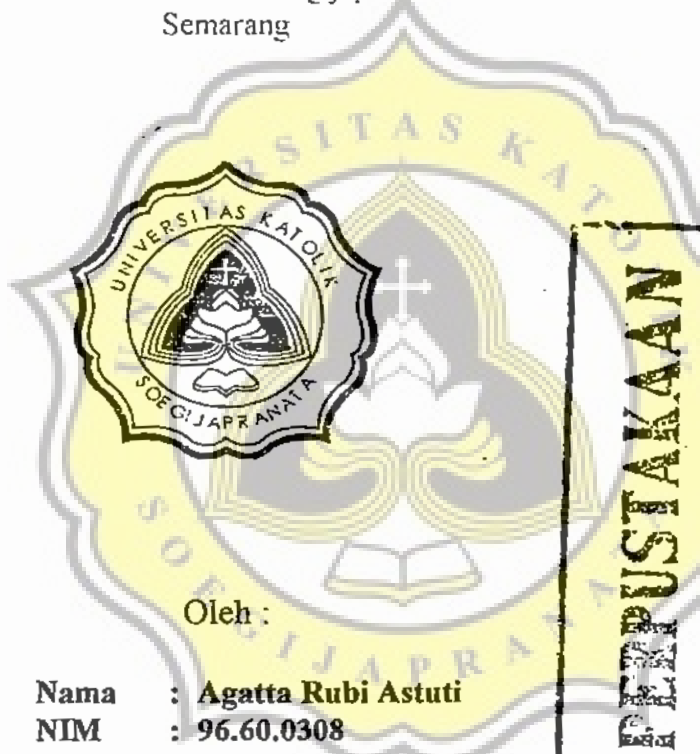 Semarang
UNIVERSITAS KATOLIK
SOEGIJAPRANATA
Oleh :
Nama : Agatta Rubi Astuti
NIM : 96.60.0308
PERPUSTAKAAN